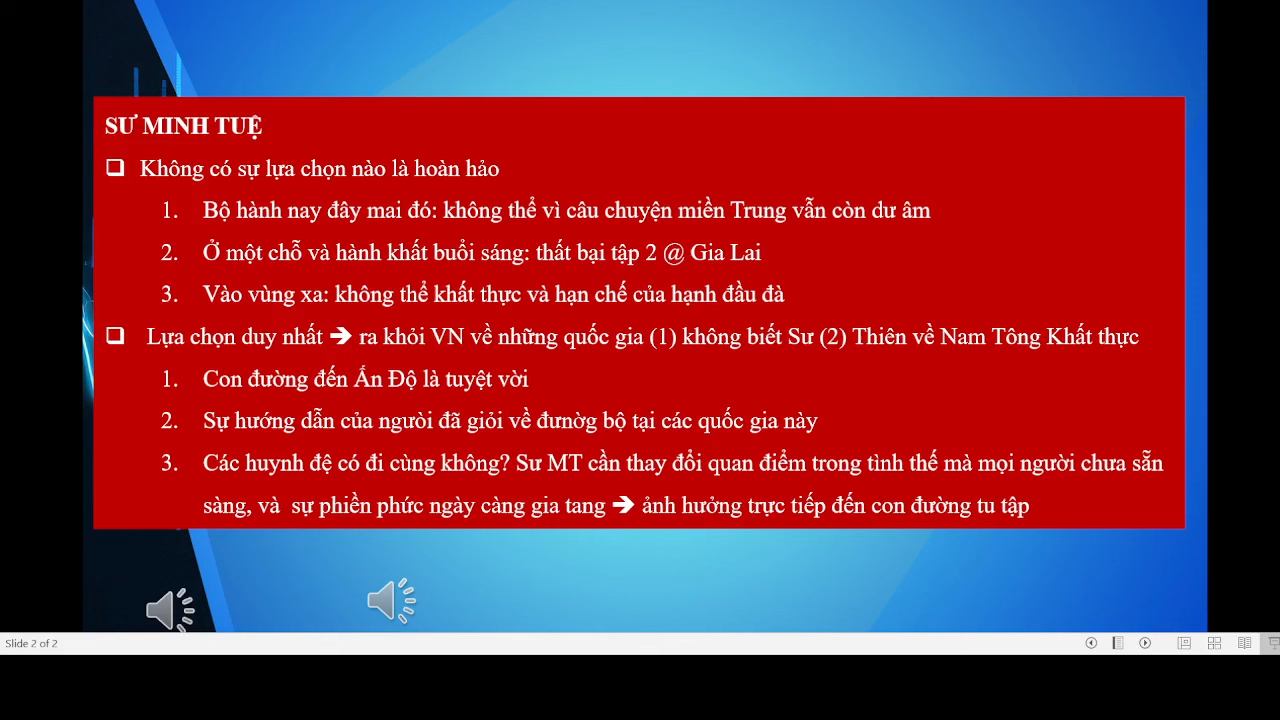 SƯ MINH TUỆ
❑ Không có sự lựa chọn nào là hoàn hảo
1. Bộ hành nay đây mai đó: không thể vì câu chuyện miền Trung vẫn còn dư âm
2. Ở một chỗ và hành khất buổi sáng: thất bại tập 2 @ Gia Lai
3. Vào vùng xa: không thể khất thực và hạn chế của hạnh đầu đà
❑ Lựa chọn duy nhất ➔ ra khỏi VN về những quốc gia (1) không biết Sư (2) Thiên về Nam Tông Khất thực
1. Con đường đến Ấn Độ là tuyệt vời
2. Sự hướng dẫn của nguời đã giỏi về đưnờg bộ tại các quốc gia này
3. Các huynh đệ có đi cùng không? Sư MT cần thay đổi quan điểm trong tình thế mà mọi người chưa sẵn
sàng, và sự phiền phức ngày càng gia tang ➔ ảnh hưởng trực tiếp đến con đường tu tập
Slide 2 of 2